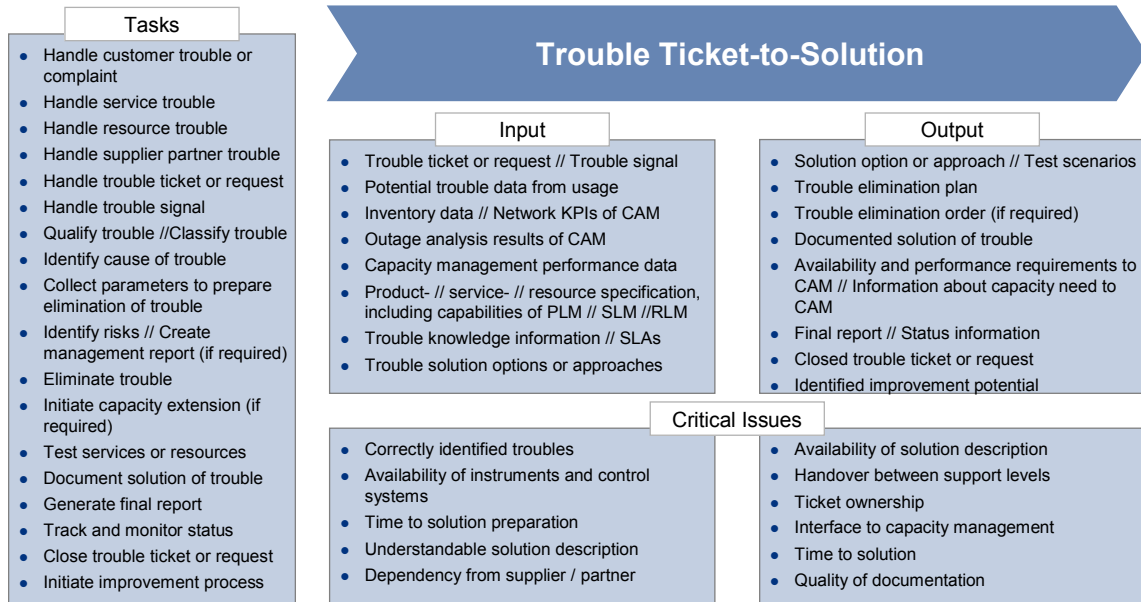 Tasks
Handle customer trouble or
complaint
Handle service trouble
Handle resource trouble
Handle supplier partner trouble
Handle trouble ticket or request
Handle trouble signal
Qualify trouble //Classify trouble
Identify cause of trouble
Collect parameters to prepare
elimination of trouble
Identify risks // Create
management report (if required)
Eliminate trouble
Initiate capacity extension (if
required)
Test services or resources
Document solution of trouble
Generate final report
Track and monitor status
Close trouble ticket or request
Initiate improvement process
Trouble Ticket-to-Solution
Input
Trouble ticket or request // Trouble signal
Potential trouble data from usage
Inventory data // Network KPIs of CAM
Outage analysis results of CAM
Capacity management performance data
Product- // service- // resource specification,
including capabilities of PLM // SLM //RLM
Trouble knowledge information // SLAs
Trouble solution options or approaches
Output
Solution option or approach // Test scenarios
Trouble elimination plan
Trouble elimination order (if required)
Documented solution of trouble
Availability and performance requirements to
CAM // Information about capacity need to
CAM
Final report // Status information
Closed trouble ticket or request
Identified improvement potential
Critical Issues
Correctly identified troubles
Availability of instruments and control
systems
Time to solution preparation
Understandable solution description
Dependency from supplier / partner
Availability of solution description
Handover between support levels
Ticket ownership
Interface to capacity management
Time to solution
Quality of documentation